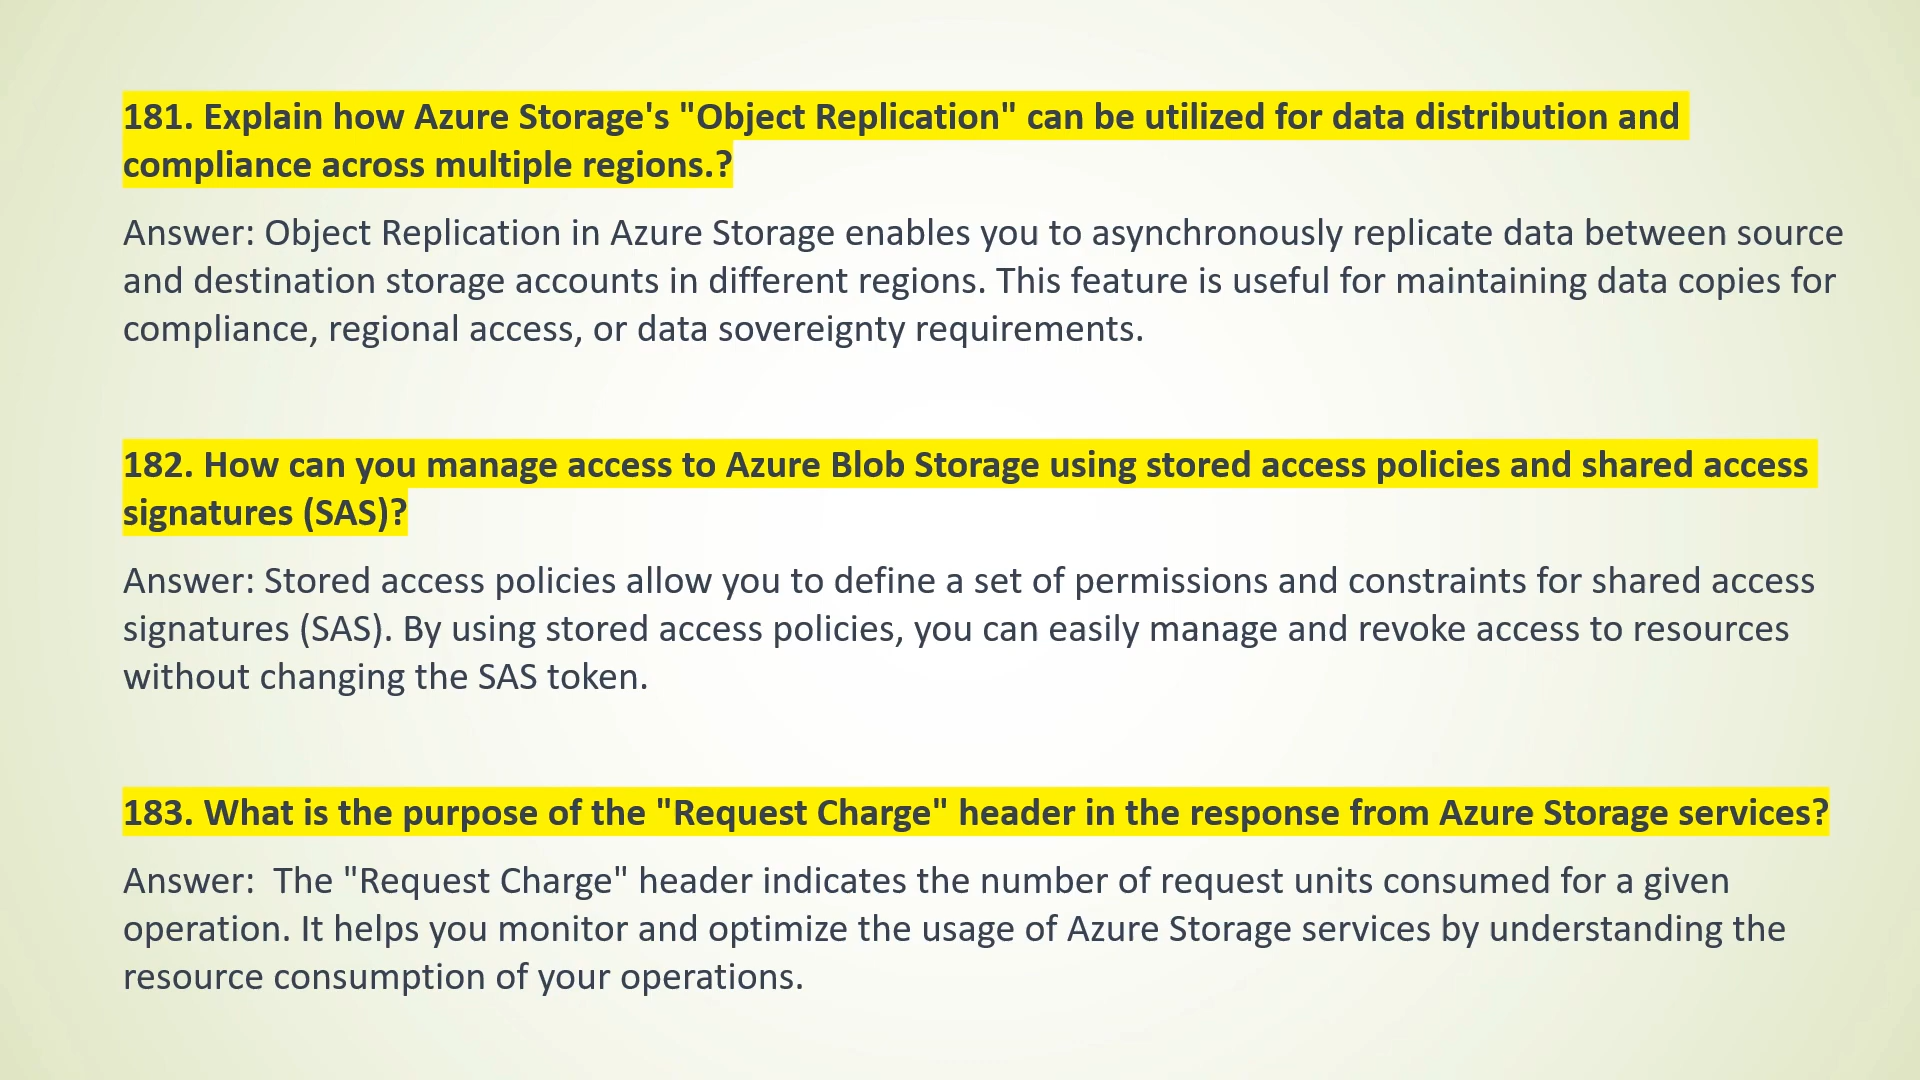 181. Explain how Azure Storage's "Object Replication" can be utilized for data distribution and
compliance across multiple regions.?
Answer: Object Replication in Azure Storage enables you to asynchronously replicate data between source
and destination storage accounts in different regions. This feature is useful for maintaining data copies for
compliance, regional access, or data sovereignty requirements.
182. How can you manage access to Azure Blob Storage using stored access policies and shared access
signatures (SAS)?
Answer: Stored access policies allow you to define a set of permissions and constraints for shared access
signatures (SAS). By using stored access policies, you can easily manage and revoke access to resources
without changing the SAS token.
183. What is the purpose of the "Request Charge" header in the response from Azure Storage services?
Answer:  The "Request Charge" header indicates the number of request units consumed for a given
operation. It helps you monitor and optimize the usage of Azure Storage services by understanding the
resource consumption of your operations.